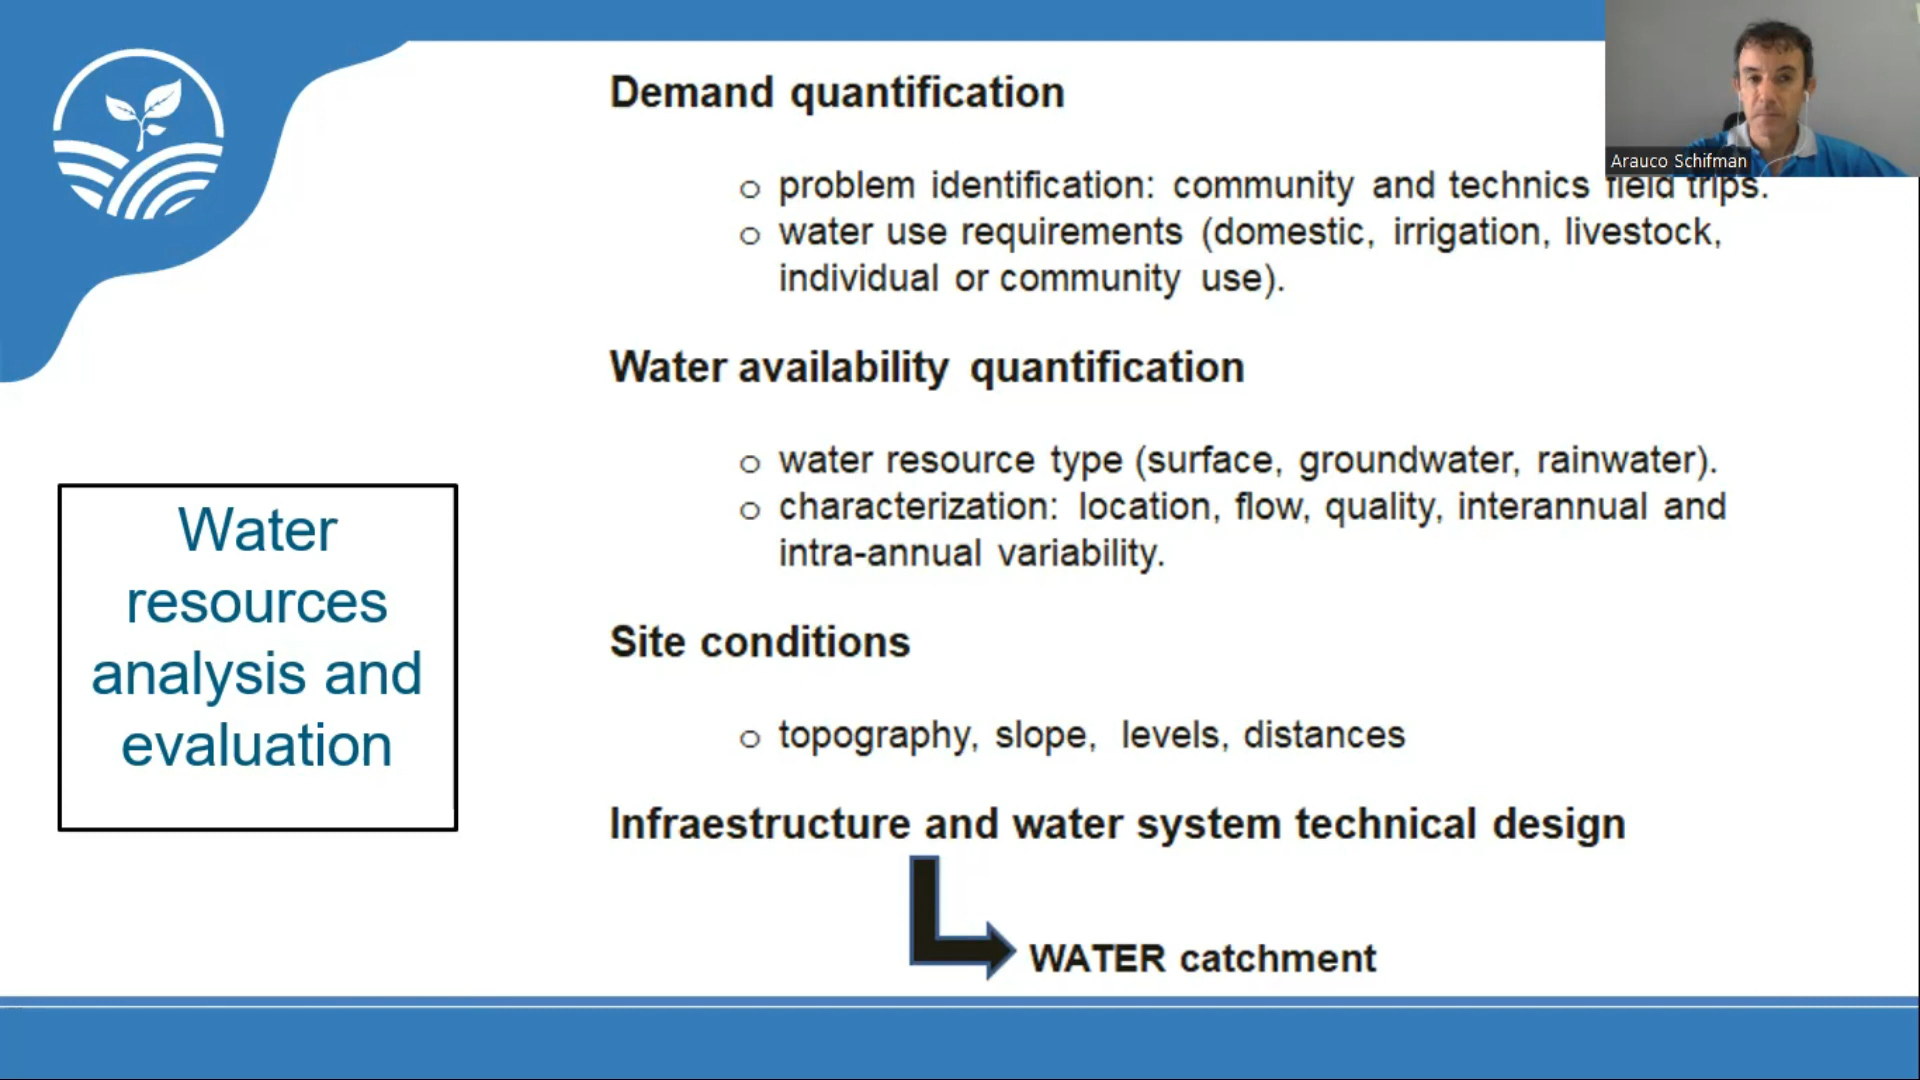 Demand quantification
Arauco Schifman
o problem identification: community and technics field trips.
o water use requirements (domestic, irrigation, livestock,
individual or community use).
Water availability quantification
o water resource type (surface, groundwater, rainwater).
o characterization: location, flow, quality, interannual and
intra-annual variability.
Water
resources
analysis and
evaluation
Site conditions
o topography, slope, levels, distances
Infraestructure and water system technical design
WATER catchment